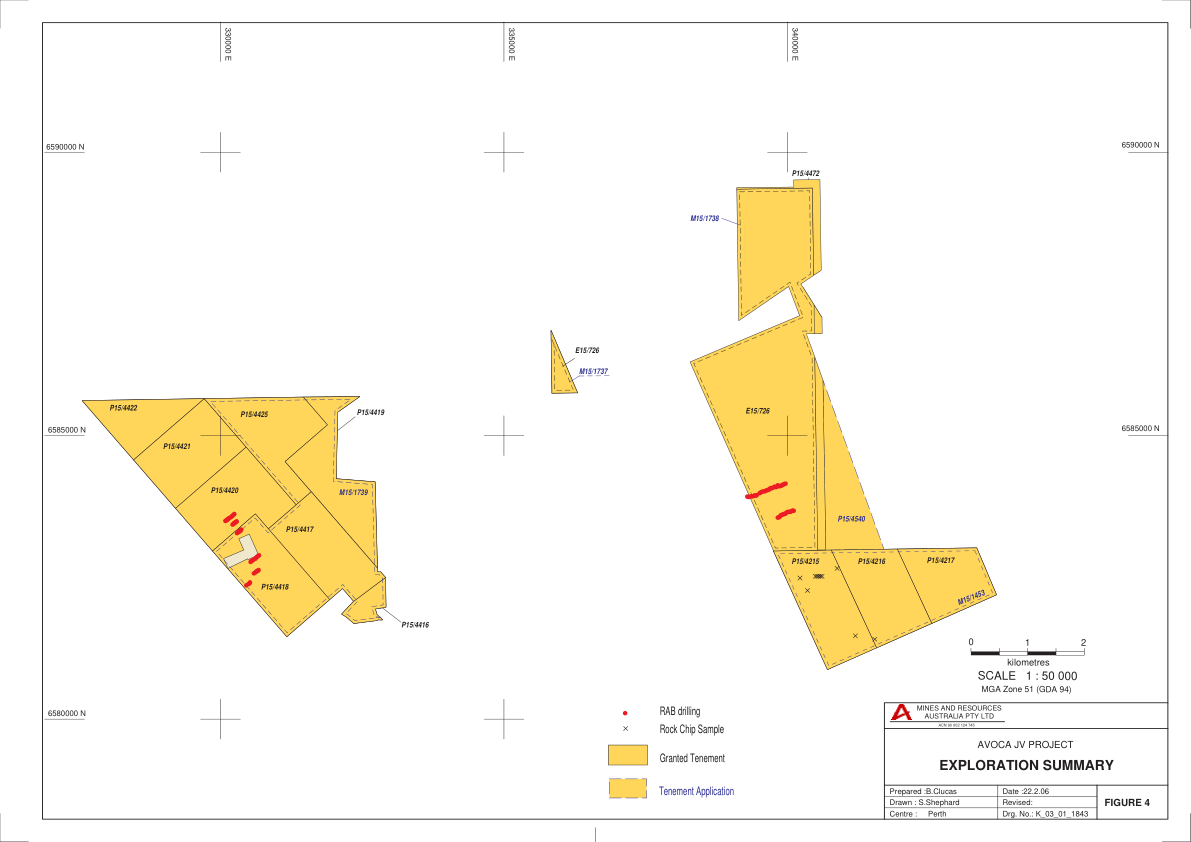 330000 E
335000 E
340000 E
6590000 N
6590000 N
P15/4472
M15/1738
E15/726
M15/1737
P15/4422
P15/4425
P15/4419
E15/726
6585000 N
6585000 N
P15/4421
P15/4420
M15/1739
P15/4417
P15/4540
P15/4215
P15/4216
P15/4217
P15/4418
M15/1453
P15/4416
0 1 2
kilometres
SCALE 1 : 50 000
MGA Zone 51 (GDA 94)
6580000 N
RAB drilling
Rock Chip Sample
Granted Tenement
Tenement Application
MINES AND RESOURCES
AUSTRALIA PTY LTD
AVOCA JV PROJECT
EXPLORATION SUMMARY
Prepared :B.Clucas
Date :22.2.06
Drawn : S.Shephard
Revised:
Centre : Perth
Drg. No.: K_03_01_1843
FIGURE 4